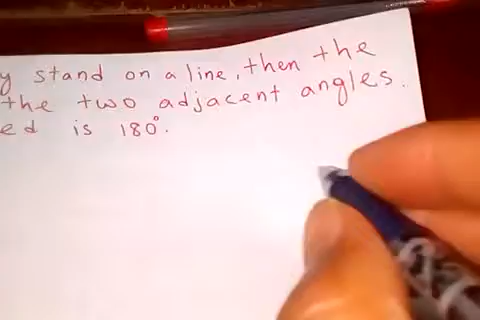 y stand on a line, then the
the two adjacent angles.
ed is 180°.